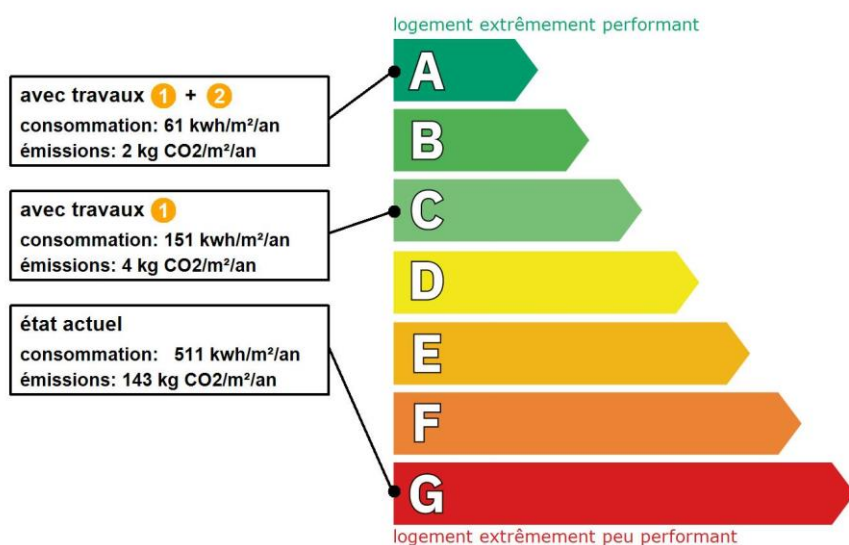 logement extrêmement performant
avec travaux 1 + 2
consommation: 61 kwh/m²/an
émissions: 2 kg CO2/m²/an
avec travaux 1
consommation: 151 kwh/m²/an
émissions: 4 kg CO2/m²/an
état actuel
consommation: 511 kwh/m²/an
émissions: 143 kg CO2/m²/an
A
B
C
D
E
F
G
logement extrêmement peu performant